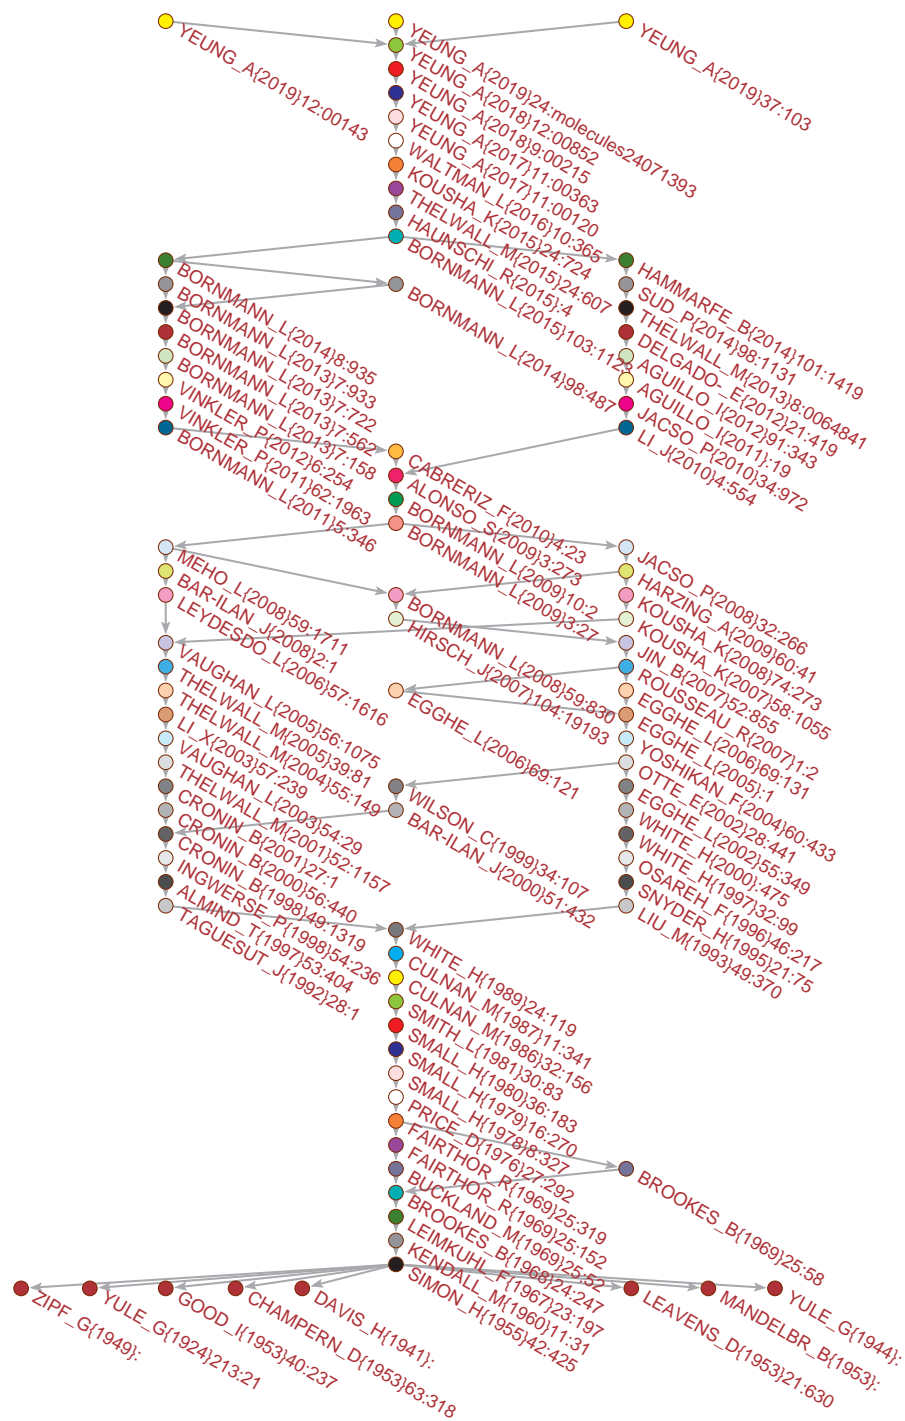 YEUNG_A{2019}12:00143
YEUNG_A{2019}24:molecules24071393
YEUNG_A{2019}37:103
YEUNG_A{2018}12:00852
YEUNG_A{2018}9:00215
YEUNG_A{2017}11:00363
YEUNG_A{2017}11:00120
WALTMAN_L{2016}10:365
KOUSHA_K{2015}24:724
THELWALL_M{2015}24:607
HAUNSCHI_R{2015}:4
BORNMANN_L{2015}103:1123
BORNMANN_L{2014}8:935
HAMMARFE_B{2014}101:1419
BORNMANN_L{2013}7:933
BORNMANN_L{2014}98:487
SUD_P{2014}98:1131
BORNMANN_L{2013}7:722
THELWALL_M{2013}8:0064841
BORNMANN_L{2013}7:562
DELGADO-_E{2012}21:419
BORNMANN_L{2013}7:158
AGUILLO_I{2012}91:343
VINKLER_P{2012}6:254
AGUILLO_I{2011}:19
VINKLER_P{2011}62:1963
JACSO_P{2010}34:972
BORNMANN_L{2011}5:346
LI_J{2010}4:554
CABRERIZ_F{2010}4:23
ALONSO_S{2009}3:273
BORNMANN_L{2009}10:2
BORNMANN_L{2009}3:27
MEHO_L{2008}59:1711
JACSO_P{2008}32:266
BAR-ILAN_J{2008}2:1
HARZING_A{2009}60:41
LEYDESDO_L{2006}57:1616
BORNMANN_L{2008}59:830
KOUSHA_K{2008}74:273
HIRSCH_J{2007}104:19193
KOUSHA_K{2007}58:1055
VAUGHAN_L{2005}56:1075
JIN_B{2007}52:855
THELWALL_M{2005}39:81
ROUSSEAU_R{2007}1:2
THELWALL_M{2004}55:149
EGGHE_L{2006}69:121
EGGHE_L{2006}69:131
LI_X{2003}57:239
EGGHE_L{2005}:1
VAUGHAN_L{2003}54:29
YOSHIKAN_F{2004}60:433
THELWALL_M{2001}52:1157
OTTE_E{2002}28:441
CRONIN_B{2001}27:1
WILSON_C{1999}34:107
EGGHE_L{2002}55:349
CRONIN_B{2000}56:440
BAR-ILAN_J{2000}51:432
WHITE_H{2000}:475
CRONIN_B{1998}49:1319
WHITE_H{1997}32:99
INGWERSE_P{1998}54:236
OSAREH_F{1996}46:217
ALMIND_T{1997}53:404
SNYDER_H{1995}21:75
TAGUESUT_J{1992}28:1
LIU_M{1993}49:370
WHITE_H{1989}24:119
CULNAN_M{1987}11:341
CULNAN_M{1986}32:156
SMITH_L{1981}30:83
SMALL_H{1980}36:183
SMALL_H{1979}16:270
SMALL_H{1978}8:327
PRICE_D{1976}27:292
FAIRTHOR_R{1969}25:319
FAIRTHOR_R{1969}25:152
BROOKES_B{1969}25:58
BUCKLAND_M{1969}25:52
BROOKES_B{1968}24:247
LEIMKUHL_F{1967}23:197
KENDALL_M{1960}11:31
SIMON_H{1955}42:425
ZIPF_G{1949}:
YULE_G{1924}213:21
GOOD_I{1953}40:237
CHAMPERN_D{1953}63:318
DAVIS_H{1941}:
LEAVENS_D{1953}21:630
MANDELBR_B{1953}:
YULE_G{1944}: